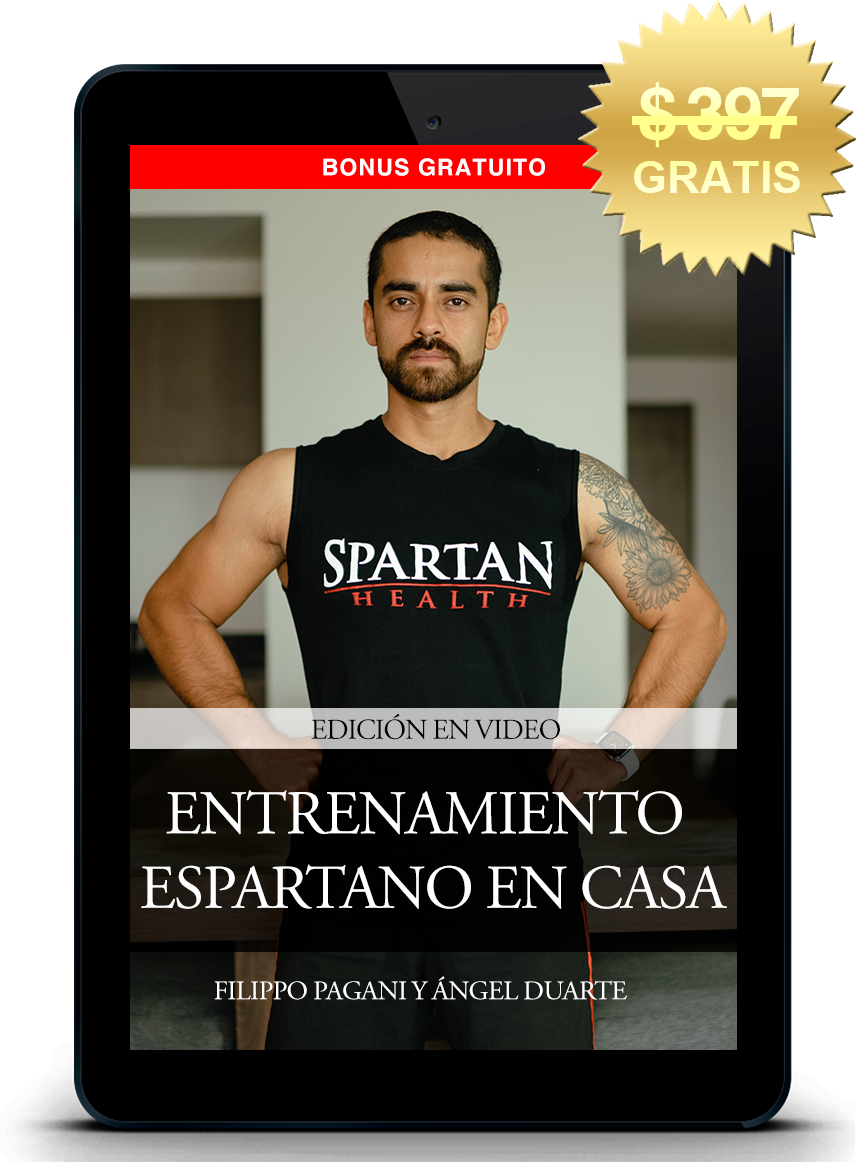 $ 397
GRATIS
BONUS GRATUITO
SPARTAN
HEALTH
EDICIÓN EN VIDEO
ENTRENAMIENTO
ESPARTANO EN CASA
FILIPPO PAGANI Y ÁNGEL DUARTE